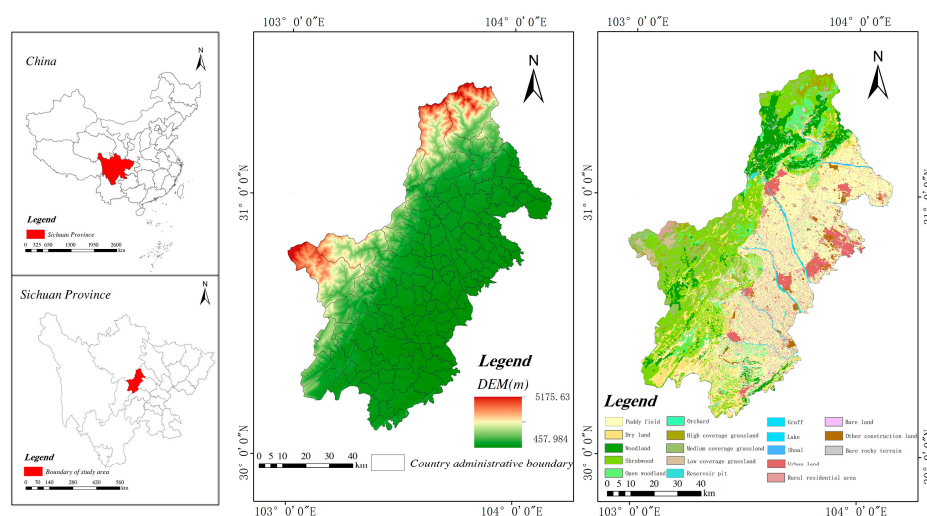 China
N
Legend
Sichuan Province
0 325 650 1300 1950 2600
km
Sichuan Province
N
Legend
Boundary of study area
0 70 140 280 420 560
km
103° 0′0″E
104° 0′0″E
N
31° 0′0″N
30° 0′0″N
Legend
DEM(m)
5175.63
457.984
0 5 10 20 30 40
km
Country administrative boundary
103° 0′0″E
104° 0′0″E
103° 0′0″E
104° 0′0″E
N
31° 0′0″N
30° 0′0″N
Legend
Paddy field
Dry land
Woodland
Shrubwood
Open woodland
Orchard
High coverage grassland
Medium coverage grassland
Low coverage grassland
Reservoir pit
Graff
Lake
Shoal
Urban land
Rural residential area
Bare land
Other construction land
Bare rocky terrain
0 5 10 20 30 40
km
103° 0′0″E
104° 0′0″E